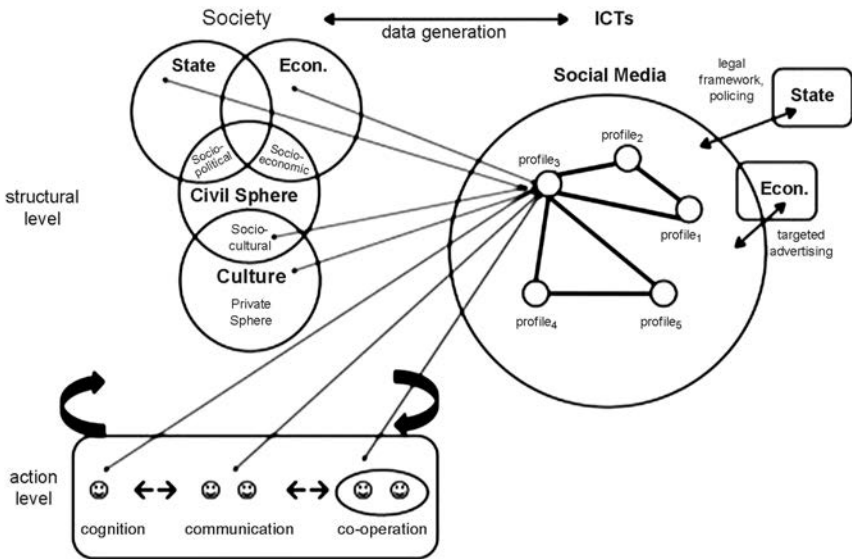 Society
ICTs
data generation
State
Econ.
Socio-
political
Socio-
economic
Civil Sphere
Socio-
cultural
Culture
Private
Sphere
structural
level
Social Media
profile2
profile3
profile1
profile4
profile5
legal
framework,
policing
State
Econ.
targeted
advertising
action
level
cognition
communication
co-operation